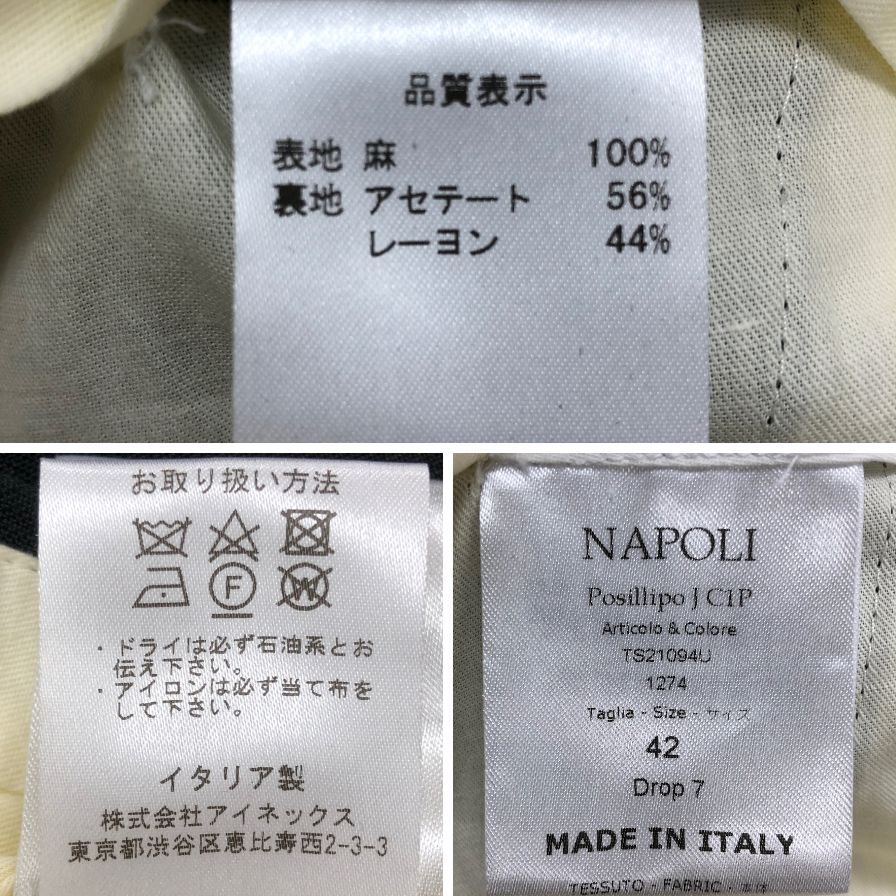 品質表示
表地 麻 100%
裏地 アセテート 56%
レーヨン 44%
お取り扱い方法
F
W
・ドライは必ず石油系とお
伝え下さい。
・アイロンは必ず当て布を
して下さい。
イタリア製
株式会社アイネックス
東京都渋谷区恵比寿西2-3-3
NAPOLI
Posillipo J C1P
Articolo & Colore
TS21094U
1274
Taglia - Size - サイズ
42
Drop 7
MADE IN ITALY
TESSUTO - FABRIC - 本体